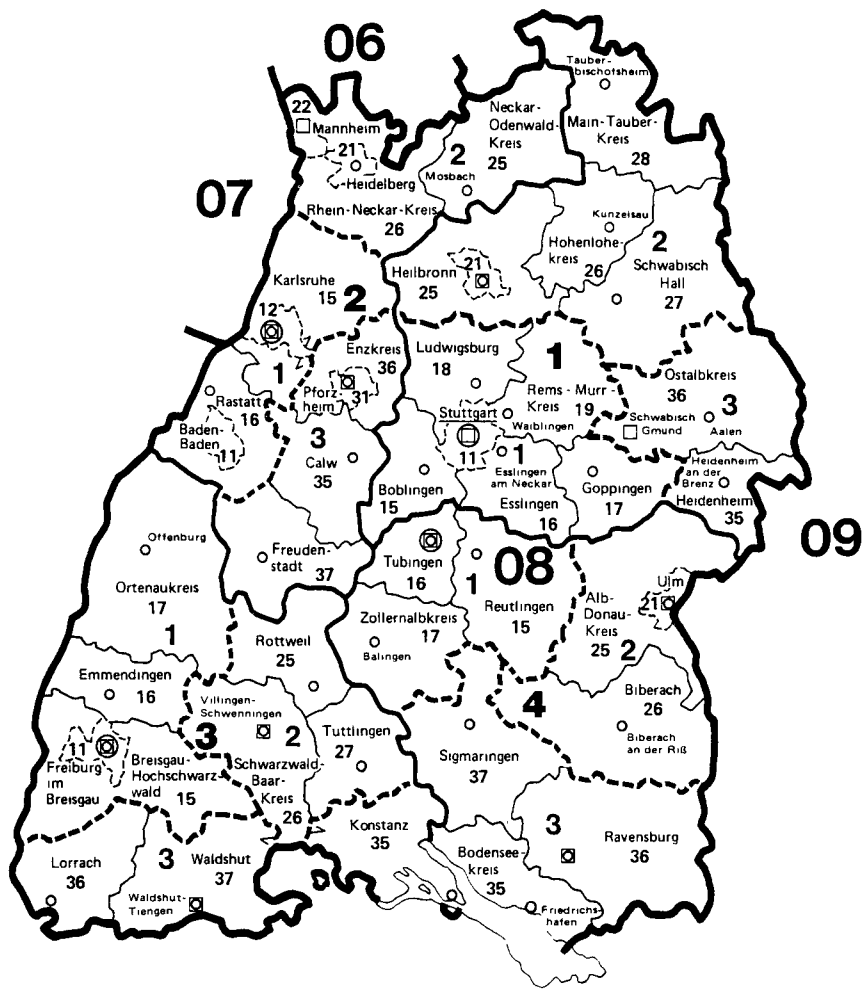 06
Tauber-
bischofsheim
22
Mannheim
Neckar-
Odenwald-
Kreis
25
2
Mosbach
Main-Tauber-
Kreis
28
21
Heidelberg
07
Rhein-Neckar-Kreis
26
Kunzelsau
Hohenlohe-
kreis
26
2
Schwabisch
Hall
27
Karlsruhe
15
2
Heilbronn
25
21
12
Enzkreis
36
Ludwigsburg
18
1
Rems-Murr-
Kreis
19
Waiblingen
Ostalbkreis
36
3
1
Pforz
heim
31
Rastatt
16
Baden-
Baden
11
Stuttgart
11
Schwabisch
Gmund
Aalen
3
Calw
35
1
Esslingen
am Neckar
Esslingen
16
Goppingen
17
Heidenheim
an der
Brenz
Heidenheim
35
Boblingen
15
09
Offenburg
Freuden-
stadt
37
Tubingen
16
08
1
Reutlingen
15
Ulm
21
Ortenaukreis
17
1
Alb-
Donau-
Kreis
25
2
Zollernalbkreis
17
Balingen
Rottweil
25
Emmendingen
16
Villingen-
Schwenningen
3
2
Schwarzwald-
Baar-
Kreis
26
Tuttlingen
27
4
Biberach
26
Biberach
an der Riß
11
Freiburg
im
Breisgau
Breisgau-
Hochschwarz-
wald
15
Sigmaringen
37
Konstanz
35
3
Ravensburg
36
Lorrach
36
3
Waldshut
37
Waldshut-
Tiengen
Bodensee-
kreis
35
Friedrichs-
hafen